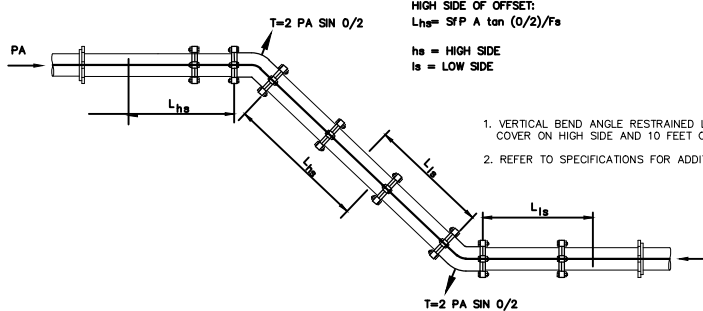 HIGH SIDE OF OFFSET:
Lhs= SfP A tan (0/2)/Fs
hs = HIGH SIDE
ls = LOW SIDE
T=2 PA SIN 0/2
PA
Lhs
Lhs
Lls
Lls
T=2 PA SIN 0/2
1. VERTICAL BEND ANGLE RESTRAINED
COVER ON HIGH SIDE AND 10 FEET
2. REFER TO SPECIFICATIONS FOR